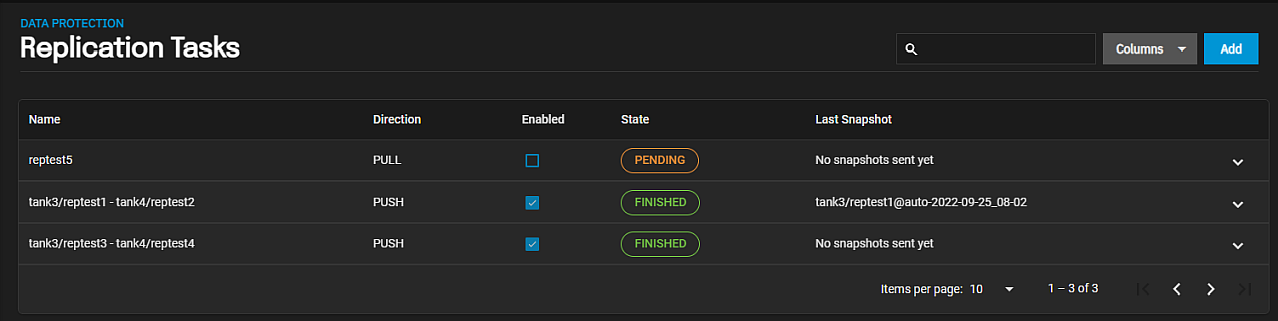 DATA PROTECTION
Replication Tasks
Columns Add
Name Direction Enabled State Last Snapshot
reptest5 PULL PENDING No snapshots sent yet
tank3/reptest1 - tank4/reptest2 PUSH FINISHED tank3/reptest1@auto-2022-09-25_08-02
tank3/reptest3 - tank4/reptest4 PUSH FINISHED No snapshots sent yet
Items per page: 10 1 – 3 of 3